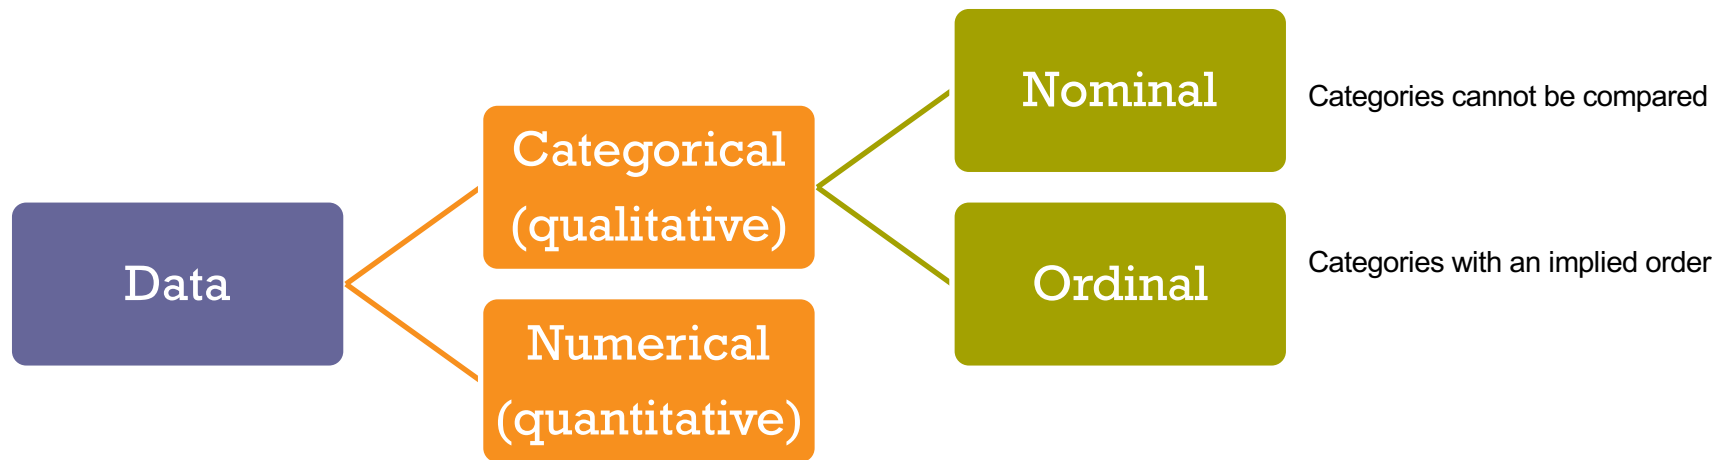 Data
Categorical
(qualitative)
Numerical
(quantitative)
Nominal
Categories cannot be compared
Ordinal
Categories with an implied order